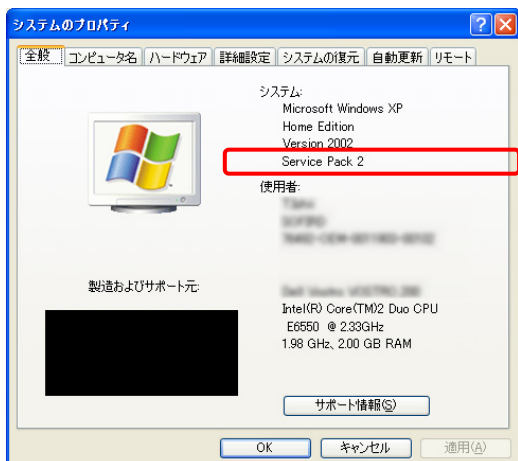 システムのプロパティ
全般 コンピュータ名 ハードウェア 詳細設定 システムの復元 自動更新 リモート
システム:
Microsoft Windows XP
Home Edition
Version 2002
Service Pack 2
使用者:
製造およびサポート元:
Intel(R) Core(TM)2 Duo CPU
E6550 @ 2.33GHz
1.98 GHz、2.00 GB RAM
サポート情報(S)
OK キャンセル 適用(A)